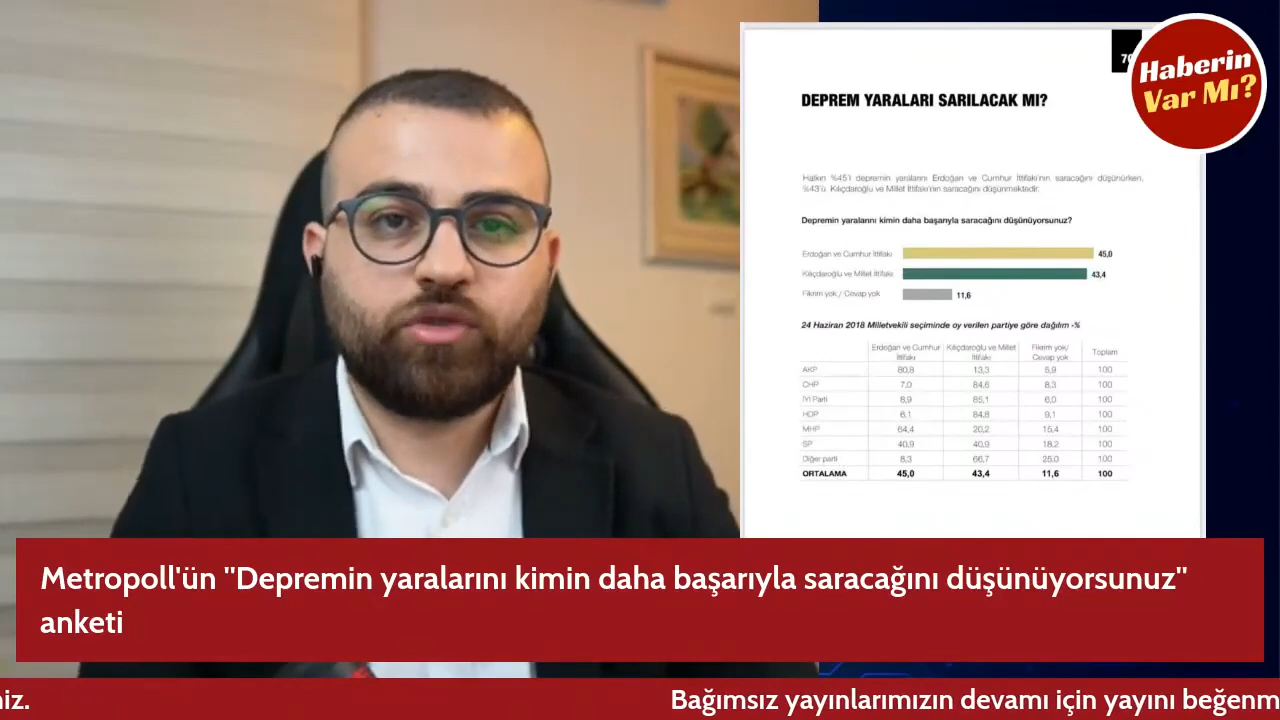 70
Haberin
Var Mı?
DEPREM YARALARI SARILACAK MI?
Halkın %45'i depremin yaralarını Erdoğan ve Cumhur İttifakı'nın saracağını düşünürken,
%43'ü Kılıçdaroğlu ve Millet İttifakı'nın saracağını düşünmektedir.
Depremin yaralarını kimin daha başarıyla saracağını düşünüyorsunuz?
Erdoğan ve Cumhur İttifakı 45,0
Kılıçdaroğlu ve Millet İttifakı 43,4
Fikrim yok / Cevap yok 11,6
24 Haziran 2018 Milletvekili seçiminde oy verilen partiye göre dağılım -%
Erdoğan ve Cumhur Kılıçdaroğlu ve Millet Fikrim yok/ Toplam
İttifakı İttifakı Cevap yok
AKP 80,8 13,3 5,9 100
CHP 7,0 84,6 8,3 100
İYİ Parti 8,9 85,1 6,0 100
HDP 6,1 84,8 9,1 100
MHP 64,4 20,2 15,4 100
SP 40,9 40,9 18,2 100
Diğer parti 8,3 66,7 25,0 100
ORTALAMA 45,0 43,4 11,6 100
Metropoll'ün "Depremin yaralarını kimin daha başarıyla saracağını düşünüyorsunuz"
anketi
niz. Bağımsız yayınlarımızın devamı için yayını beğenm